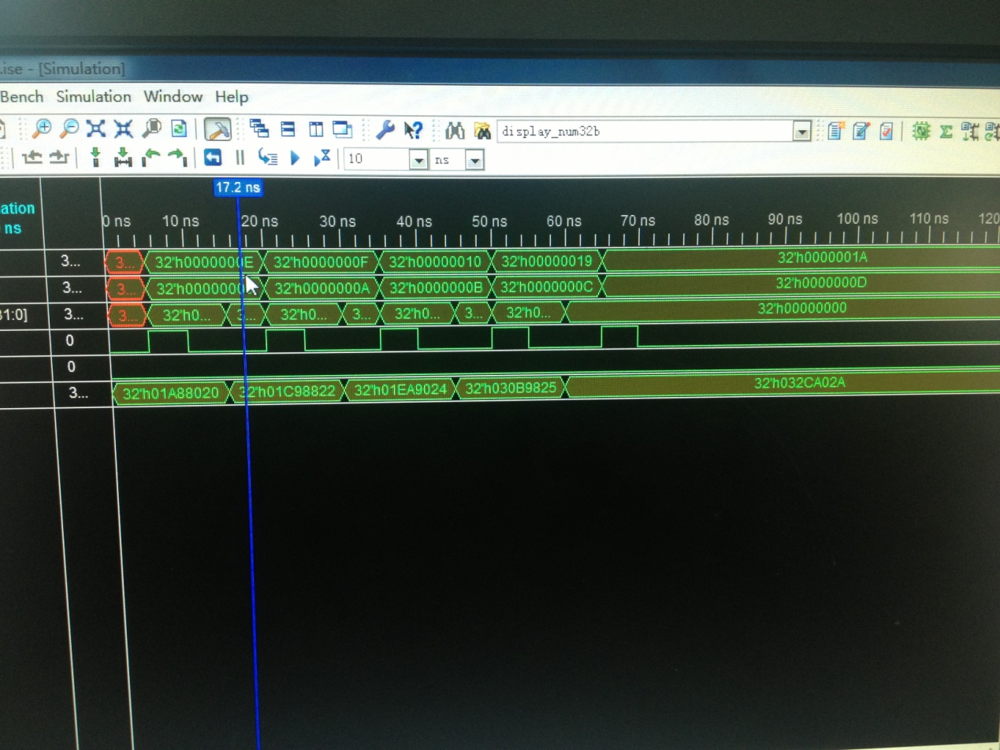 .ise - [Simulation]
Bench Simulation Window Help
display_num32b
10 ns
17.2 ns
ation
ns
0 ns 10 ns 20 ns 30 ns 40 ns 50 ns 60 ns 70 ns 80 ns 90 ns 100 ns 110 ns 120
3... 3... 32'h0000000E 32'h0000000F 32'h00000010 32'h00000019 32'h0000001A
3... 3... 32'h0000000 32'h0000000A 32'h0000000B 32'h0000000C 32'h0000000D
31:0] 3... 3... 32'h0... 3... 32'h0... 3... 32'h0... 3... 32'h0... 32'h00000000
0
0
3... 32'h01A88020 32'h01C98822 32'h01EA9024 32'h030B9825 32'h032CA02A